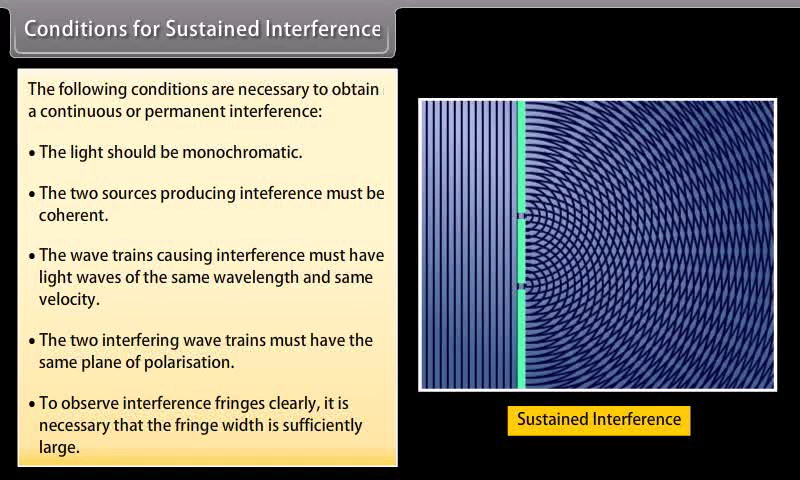 Conditions for Sustained Interference
The following conditions are necessary to obtain
a continuous or permanent interference:
• The light should be monochromatic.
• The two sources producing inteference must be
coherent.
• The wave trains causing interference must have
light waves of the same wavelength and same
velocity.
• The two interfering wave trains must have the
same plane of polarisation.
• To observe interference fringes clearly, it is
necessary that the fringe width is sufficiently
large.
Sustained Interference